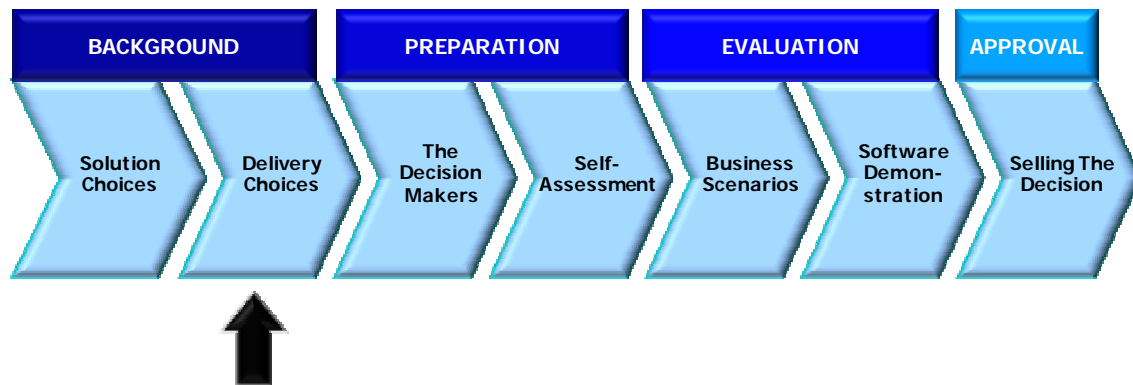 BACKGROUND
PREPARATION
EVALUATION
APPROVAL
Solution
Choices
Delivery
Choices
The
Decision
Makers
Self-
Assessment
Business
Scenarios
Software
Demon-
stration
Selling The
Decision